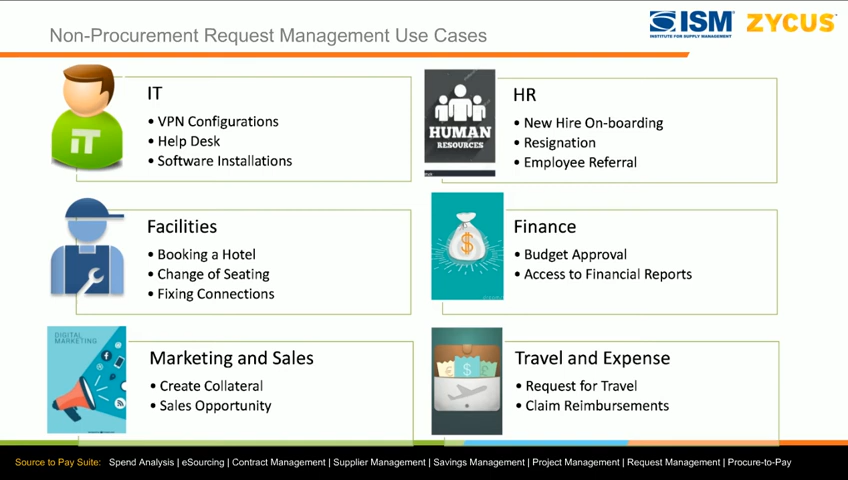 Non-Procurement Request Management Use Cases
ISM
INSTITUTE FOR SUPPLY MANAGEMENT
ZYCUS
IT
• VPN Configurations
• Help Desk
• Software Installations
iT
HR
• New Hire On-boarding
• Resignation
• Employee Referral
HUMAN
RESOURCES
Facilities
• Booking a Hotel
• Change of Seating
• Fixing Connections
Finance
• Budget Approval
• Access to Financial Reports
$
DIGITAL
MARKETING
Marketing and Sales
• Create Collateral
• Sales Opportunity
Travel and Expense
• Request for Travel
• Claim Reimbursements
€ $ £
Source to Pay Suite: Spend Analysis | eSourcing | Contract Management | Supplier Management | Savings Management | Project Management | Request Management | Procure-to-Pay